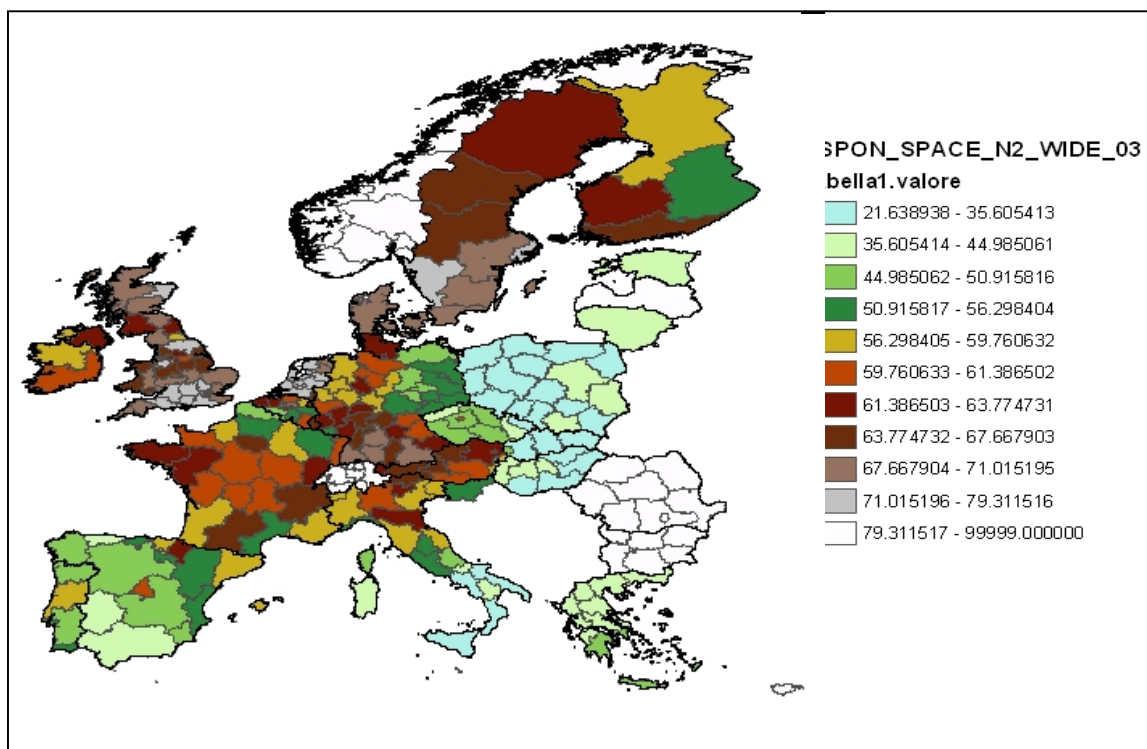 SPON_SPACE_N2_WIDE_03
bella1.valore
21.638938 - 35.605413
35.605414 - 44.985061
44.985062 - 50.915816
50.915817 - 56.298404
56.298405 - 59.760632
59.760633 - 61.386502
61.386503 - 63.774731
63.774732 - 67.667903
67.667904 - 71.015195
71.015196 - 79.311516
79.311517 - 99999.000000